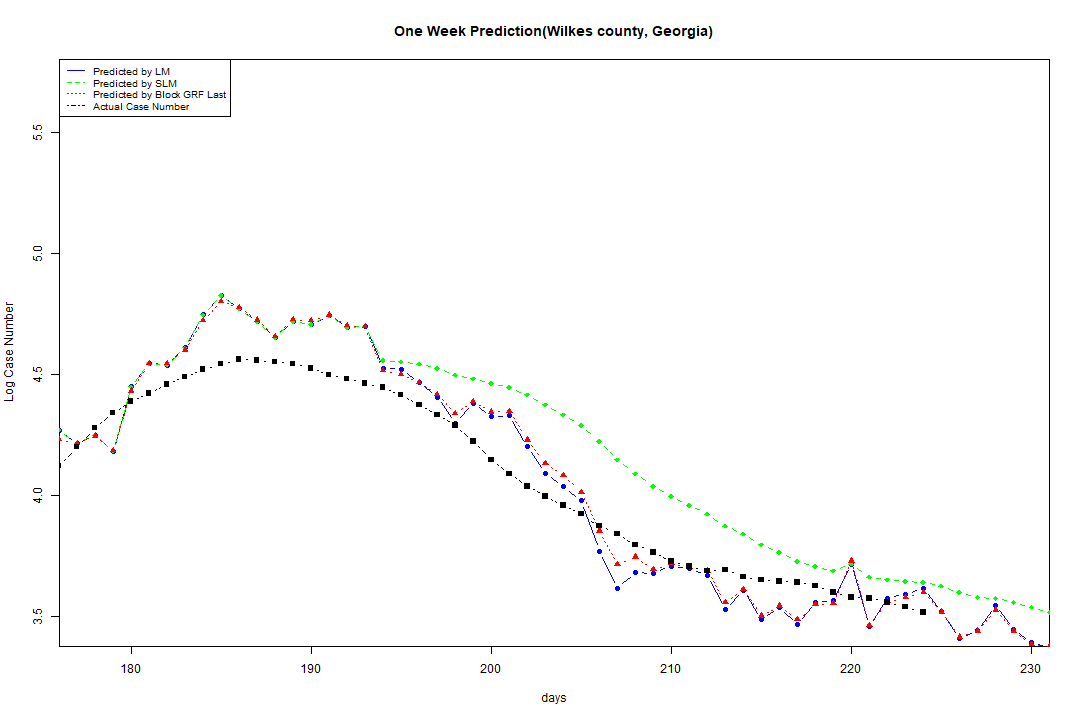 One Week Prediction(Wilkes county, Georgia)
Predicted by LM
Predicted by SLM
Predicted by Block GRF Last
Actual Case Number
5.5
5.0
4.5
4.0
3.5
Log Case Number
180 190 200 210 220 230
days